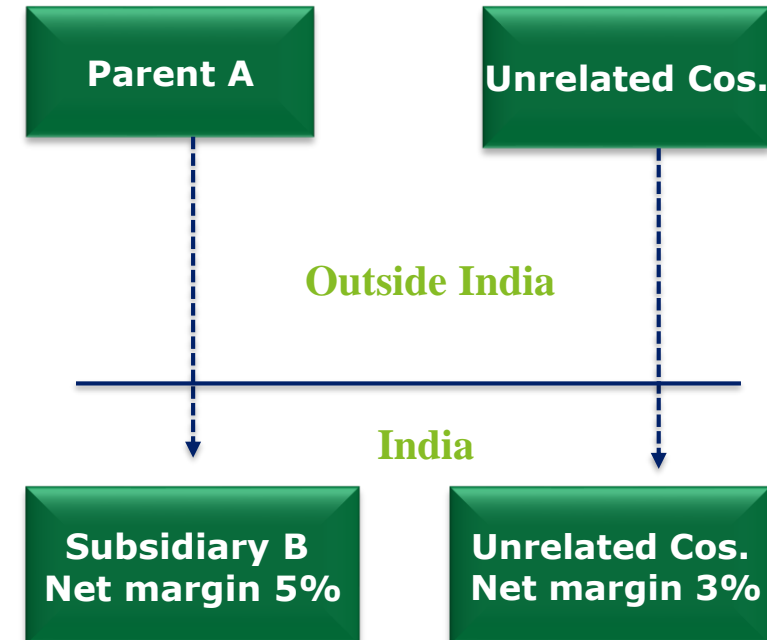 Parent A
Unrelated Cos.
Outside India
India
Subsidiary B
Net margin 5%
Unrelated Cos.
Net margin 3%